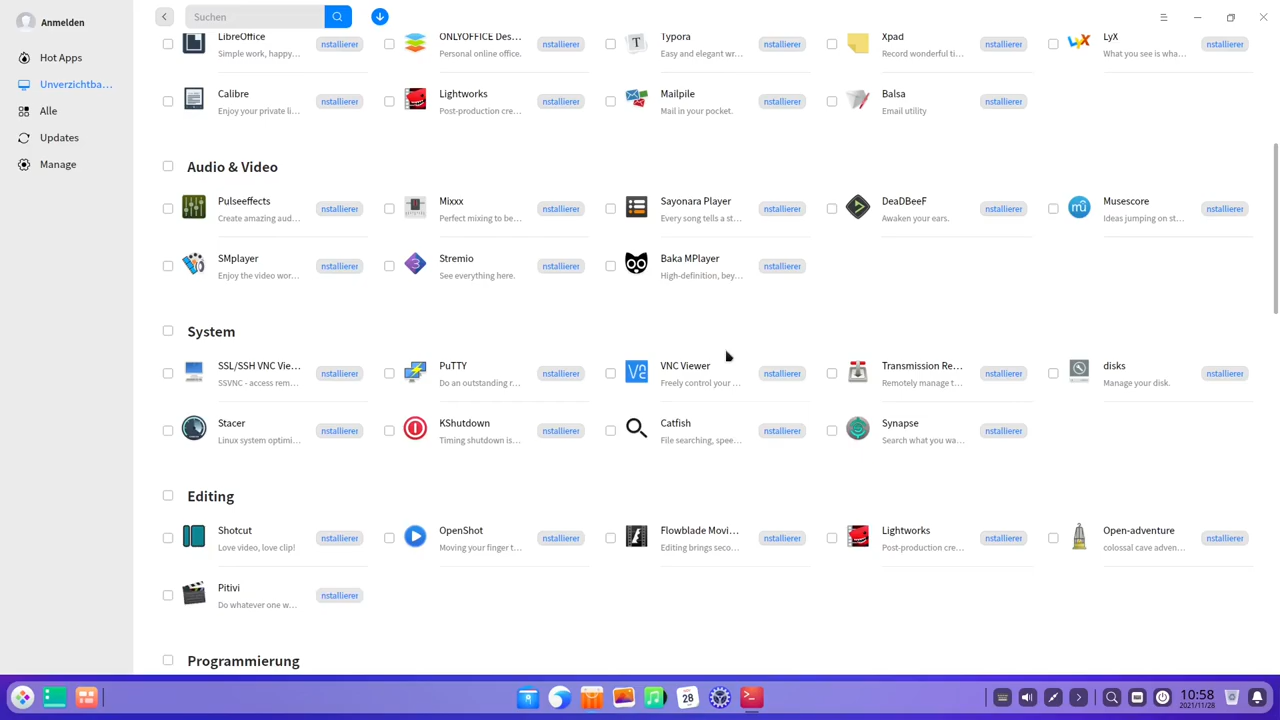 Anmelden
Suchen
Hot Apps
Unverzichtba...
Alle
Updates
Manage
LibreOffice
Simple work, happy...
nstallierer
ONLYOFFICE Des...
Personal online office.
nstallierer
Typora
Easy and elegant wr...
nstallierer
Xpad
Record wonderful ti...
nstallierer
LyX
What you see is wha...
nstallierer
Calibre
Enjoy your private li...
nstallierer
Lightworks
Post-production cre...
nstallierer
Mailpile
Mail in your pocket.
nstallierer
Balsa
Email utility
nstallierer
Audio & Video
Pulseeffects
Create amazing aud...
nstallierer
Mixxx
Perfect mixing to be...
nstallierer
Sayonara Player
Every song tells a st...
nstallierer
DeaDBeeF
Awaken your ears.
nstallierer
Musescore
Ideas jumping on st...
nstallierer
SMplayer
Enjoy the video wor...
nstallierer
Stremio
See everything here.
nstallierer
Baka MPlayer
High-definition, bey...
nstallierer
System
SSL/SSH VNC Vie...
SSVNC - access rem...
nstallierer
PuTTY
Do an outstanding r...
nstallierer
VNC Viewer
Freely control your ...
nstallierer
Transmission Re...
Remotely manage t...
nstallierer
disks
Manage your disk.
nstallierer
Stacer
Linux system optimi...
nstallierer
KShutdown
Timing shutdown is...
nstallierer
Catfish
File searching, spee...
nstallierer
Synapse
Search what you wa...
nstallierer
Editing
Shotcut
Love video, love clip!
nstallierer
OpenShot
Moving your finger t...
nstallierer
Flowblade Movi...
Editing brings seco...
nstallierer
Lightworks
Post-production cre...
nstallierer
Open-adventure
colossal cave adven...
nstallierer
Pitivi
Do whatever one w...
nstallierer
Programmierung
28
10:58
2021/11/28